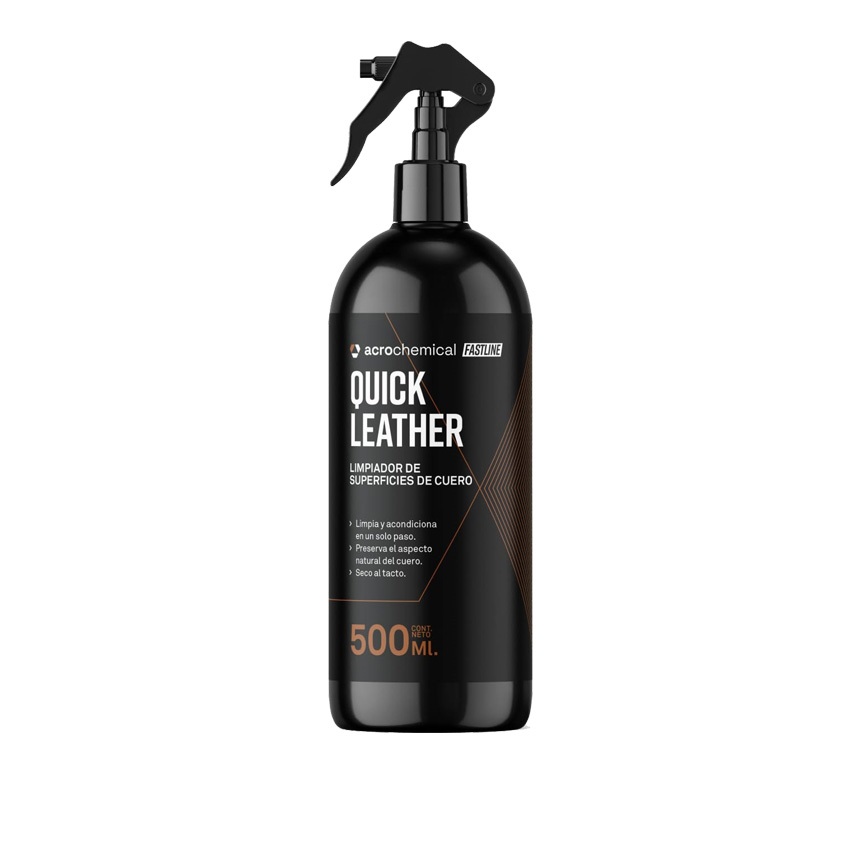 acrochemical FASTLINE
QUICK
LEATHER
LIMPIADOR DE
SUPERFICIES DE CUERO
› Limpia y acondiciona
en un solo paso.
› Preserva el aspecto
natural del cuero.
› Seco al tacto.
500 CONT.
NETO
Ml.